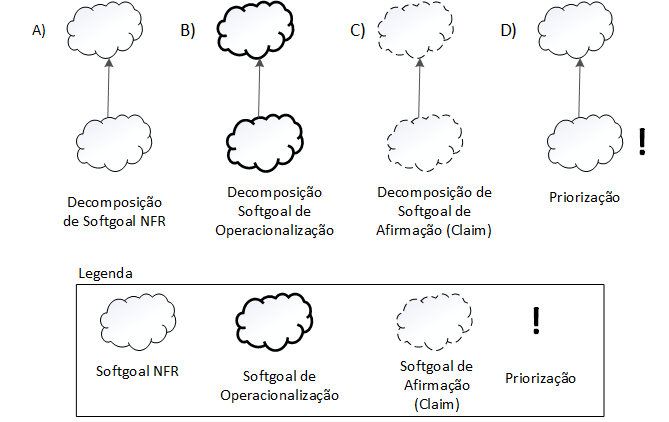 A)
B)
C)
D)
!
Decomposição
de Softgoal NFR
Decomposição
Softgoal de
Operacionalização
Decomposição de
Softgoal de
Afirmação (Claim)
Priorização
Legenda
!
Softgoal NFR
Softgoal de
Operacionalização
Softgoal de
Afirmação
(Claim)
Priorização